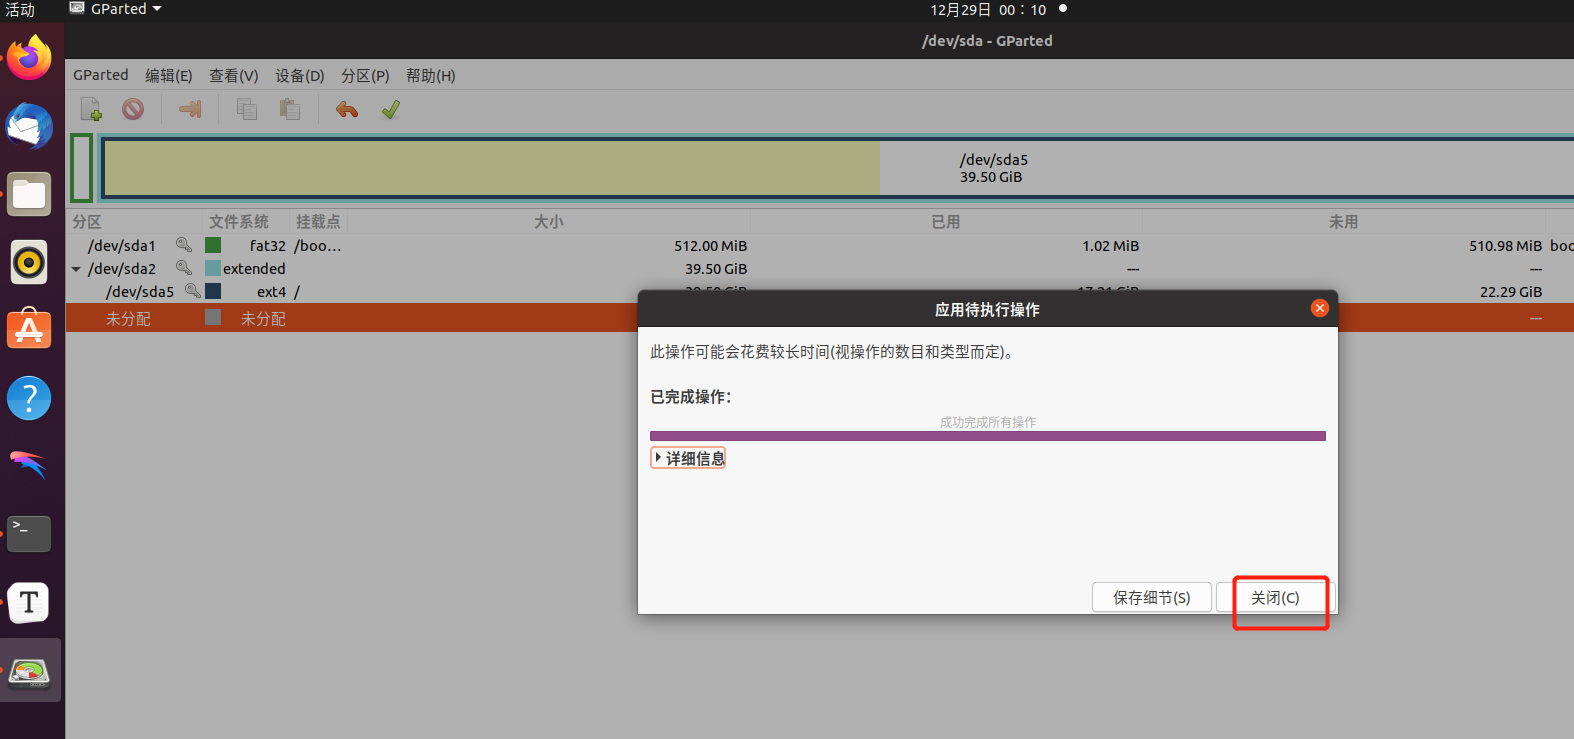 活动 GParted 12月29日 00：10
/dev/sda - GParted
GParted 编辑(E) 查看(V) 设备(D) 分区(P) 帮助(H)
/dev/sda5
39.50 GiB
分区 文件系统 挂载点 大小 已用 未用
/dev/sda1 fat32 /boo... 512.00 MiB 1.02 MiB 510.98 MiB boo
/dev/sda2 extended 39.50 GiB --- ---
/dev/sda5 ext4 / 39.50 GiB 17.21 GiB 22.29 GiB
未分配 未分配 ---
应用待执行操作
此操作可能会花费较长时间(视操作的数目和类型而定)。
已完成操作：
成功完成所有操作
详细信息
保存细节(S) 关闭(C)
>_
T